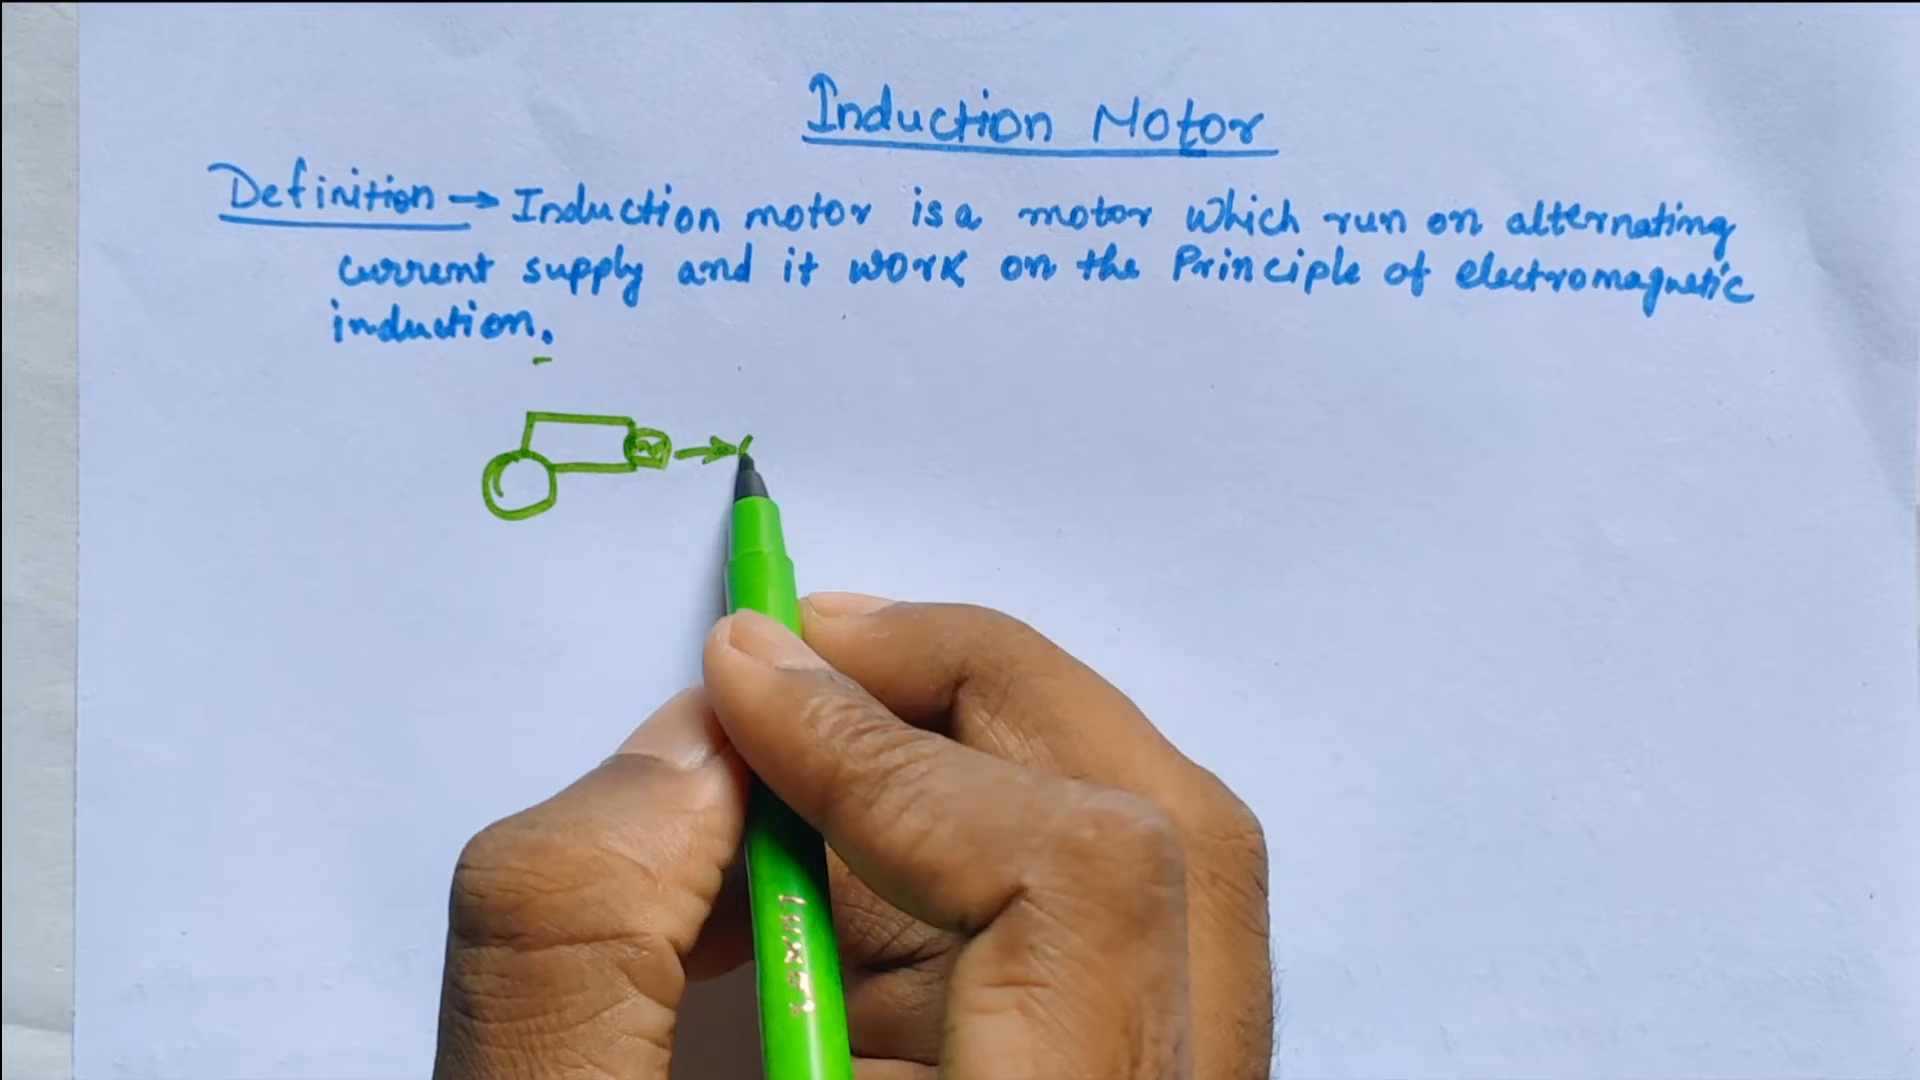 Induction Motor
Definition → Induction motor is a motor which run on alternating
current supply and it work on the Principle of electromagnetic
induction.
LUXOR